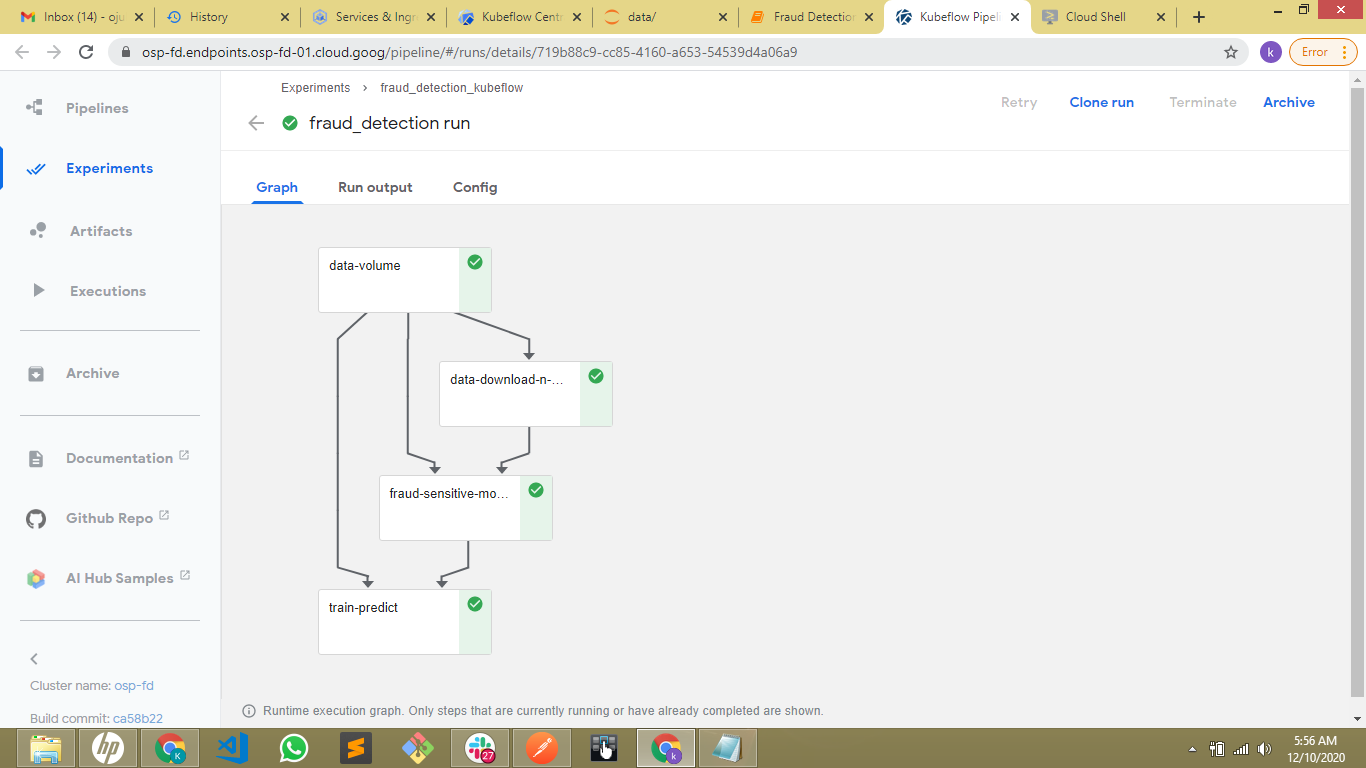 Inbox (14) - oju
History
Services & Ingr
Kubeflow Centr
data/
Fraud Detection
Kubeflow Pipeli
Cloud Shell
osp-fd.endpoints.osp-fd-01.cloud.goog/pipeline/#/runs/details/719b88c9-cc85-4160-a653-54539d4a06a9
k
Error
Pipelines
Experiments
Artifacts
Executions
Archive
Documentation
Github Repo
AI Hub Samples
Cluster name: osp-fd
Build commit: ca58b22
Experiments > fraud_detection_kubeflow
fraud_detection run
Retry
Clone run
Terminate
Archive
Graph
Run output
Config
data-volume
data-download-n-...
fraud-sensitive-mo...
train-predict
Runtime execution graph. Only steps that are currently running or have already completed are shown.
hp
K
27
k
5:56 AM
12/10/2020